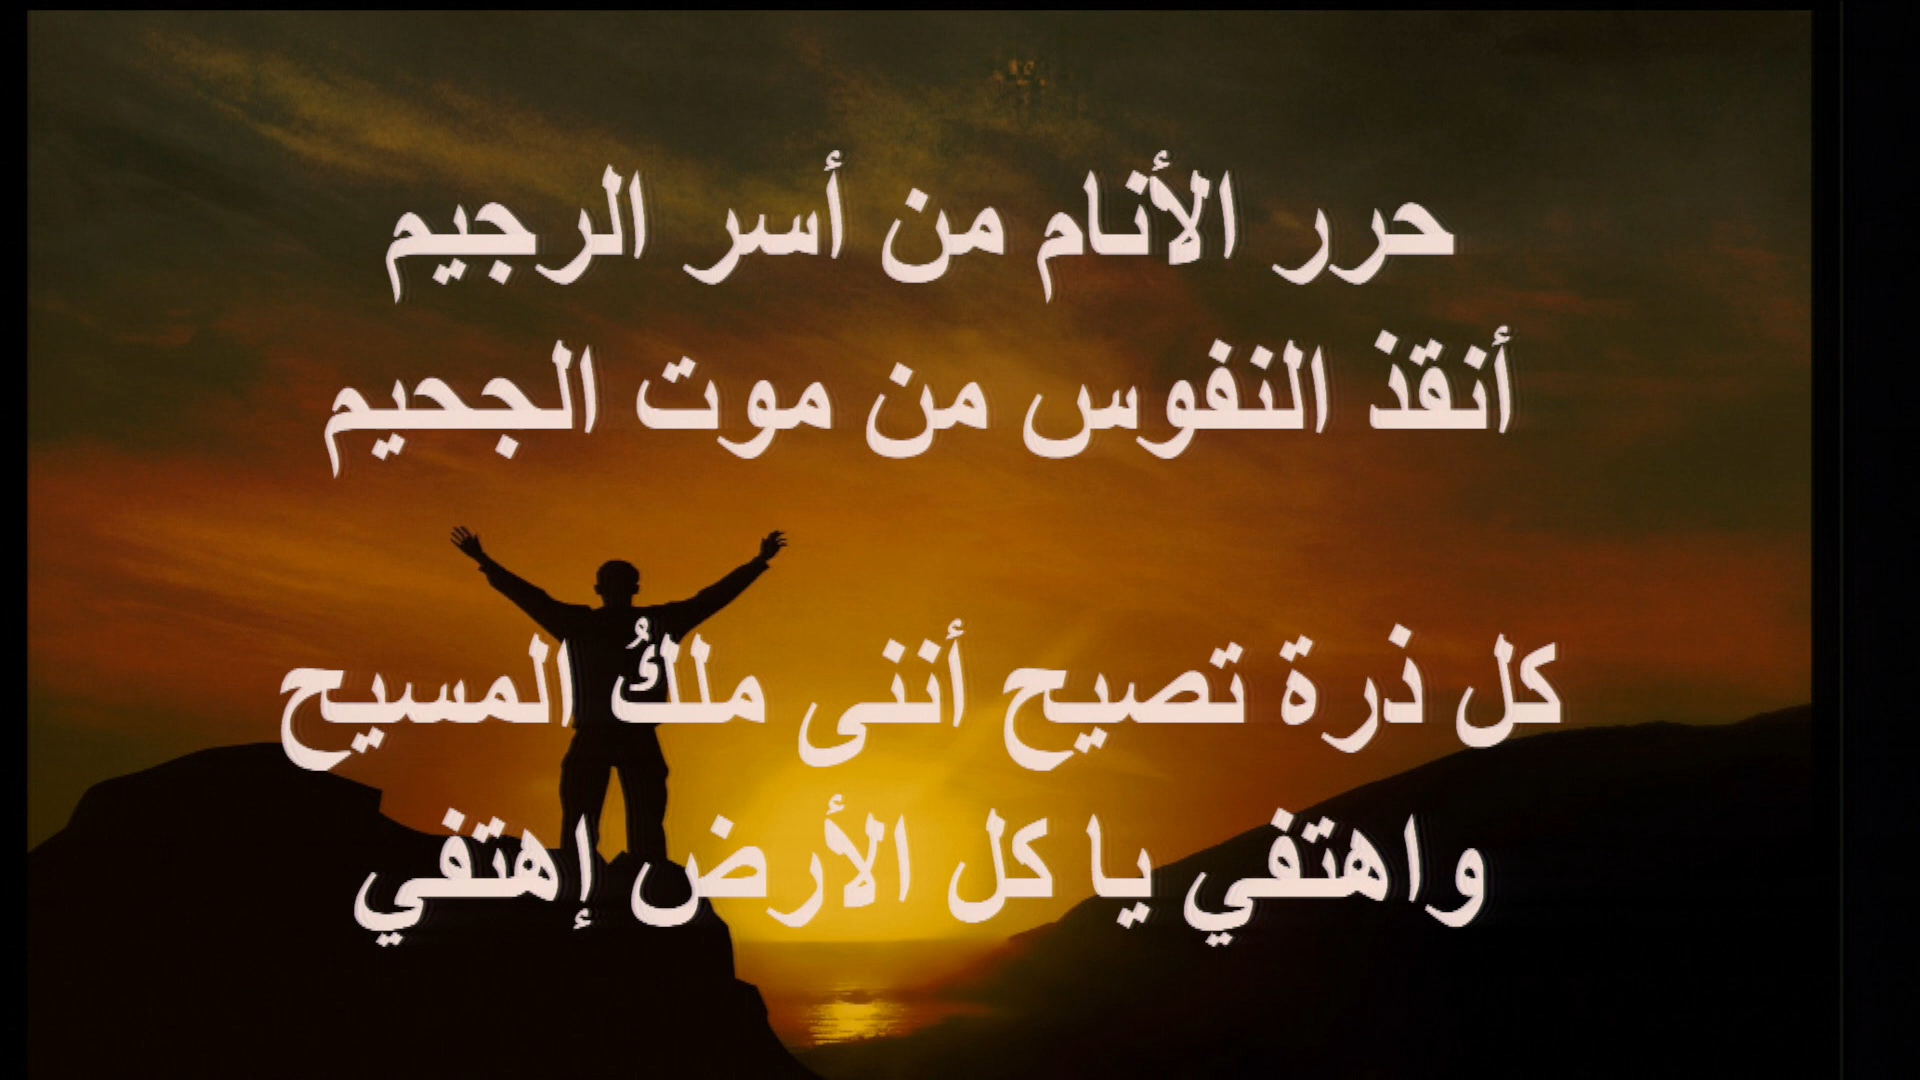 حرر الأنام من أسر الرجيم
أنقذ النفوس من موت الجحيم
كل ذرة تصيح أننى ملكُ المسيح
واهتفي يا كل الأرض إهتفي